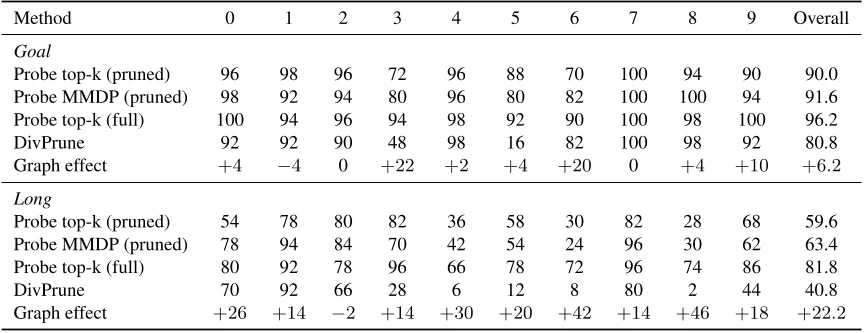 Method 0 1 2 3 4 5 6 7 8 9 Overall
Goal
Probe top-k (pruned) 96 98 96 72 96 88 70 100 94 90 90.0
Probe MMDP (pruned) 98 92 94 80 96 80 82 100 100 94 91.6
Probe top-k (full) 100 94 96 94 98 92 90 100 98 100 96.2
DivPrune 92 92 90 48 98 16 82 100 98 92 80.8
Graph effect +4 −4 0 +22 +2 +4 +20 0 +4 +10 +6.2
Long
Probe top-k (pruned) 54 78 80 82 36 58 30 82 28 68 59.6
Probe MMDP (pruned) 78 94 84 70 42 54 24 96 30 62 63.4
Probe top-k (full) 80 92 78 96 66 78 72 96 74 86 81.8
DivPrune 70 92 66 28 6 12 8 80 2 44 40.8
Graph effect +26 +14 −2 +14 +30 +20 +42 +14 +46 +18 +22.2